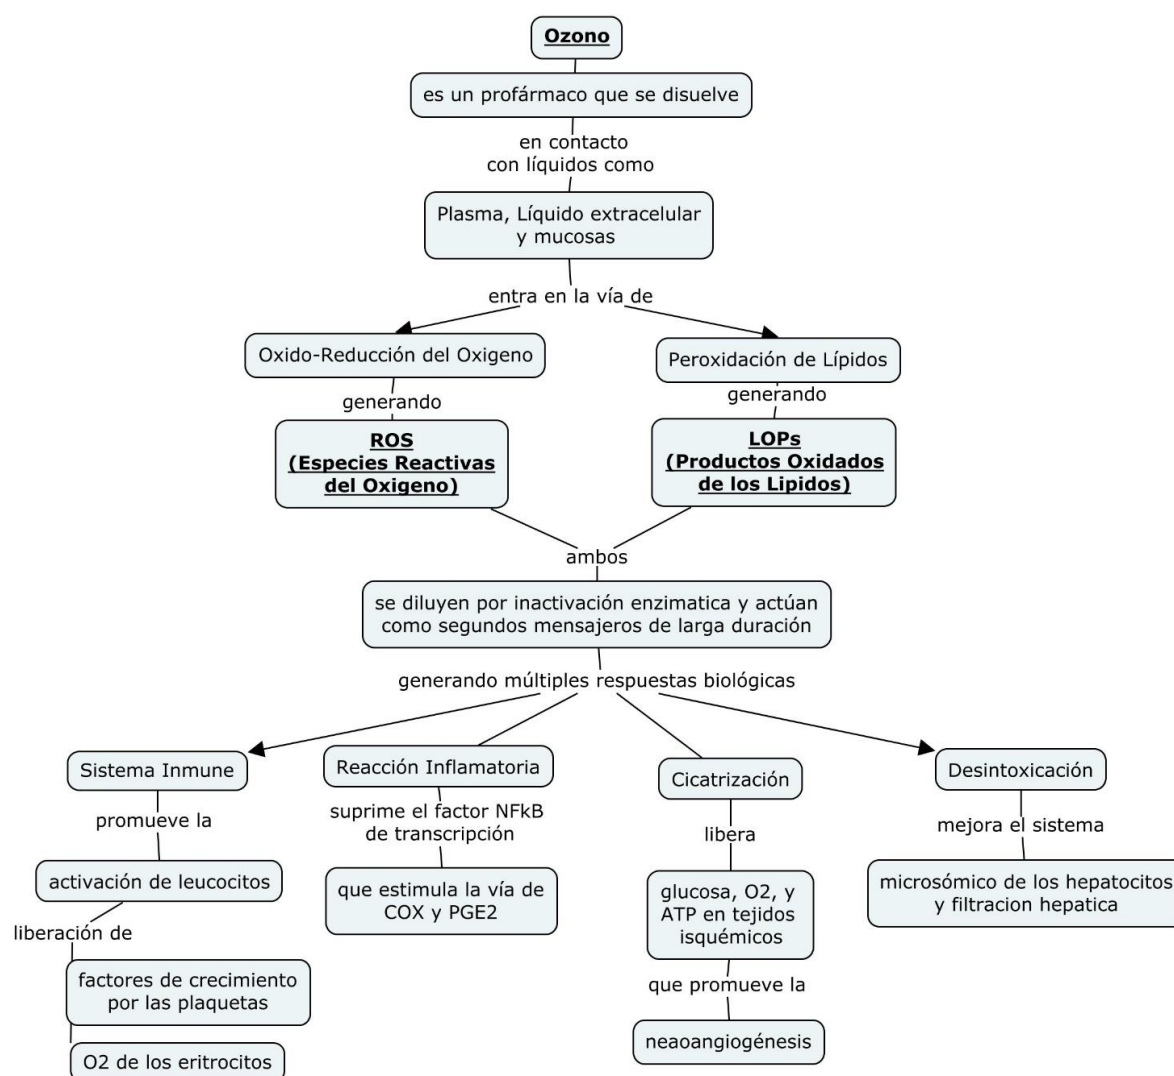 Ozono
es un profármaco que se disuelve
en contacto
con líquidos como
Plasma, Líquido extracelular
y mucosas
entra en la vía de
Oxido-Reducción del Oxigeno
Peroxidación de Lípidos
generando
generando
ROS
(Especies Reactivas
del Oxigeno)
LOPs
(Productos Oxidados
de los Lipidos)
ambos
se diluyen por inactivación enzimatica y actúan
como segundos mensajeros de larga duración
generando múltiples respuestas biológicas
Sistema Inmune
promueve la
activación de leucocitos
liberación de
factores de crecimiento
por las plaquetas
O2 de los eritrocitos
Reacción Inflamatoria
suprime el factor NFkB
de transcripción
que estimula la vía de
COX y PGE2
Cicatrización
libera
glucosa, O2, y
ATP en tejidos
isquémicos
que promueve la
neaoangiogénesis
Desintoxicación
mejora el sistema
microsómico de los hepatocitos
y filtracion hepatica